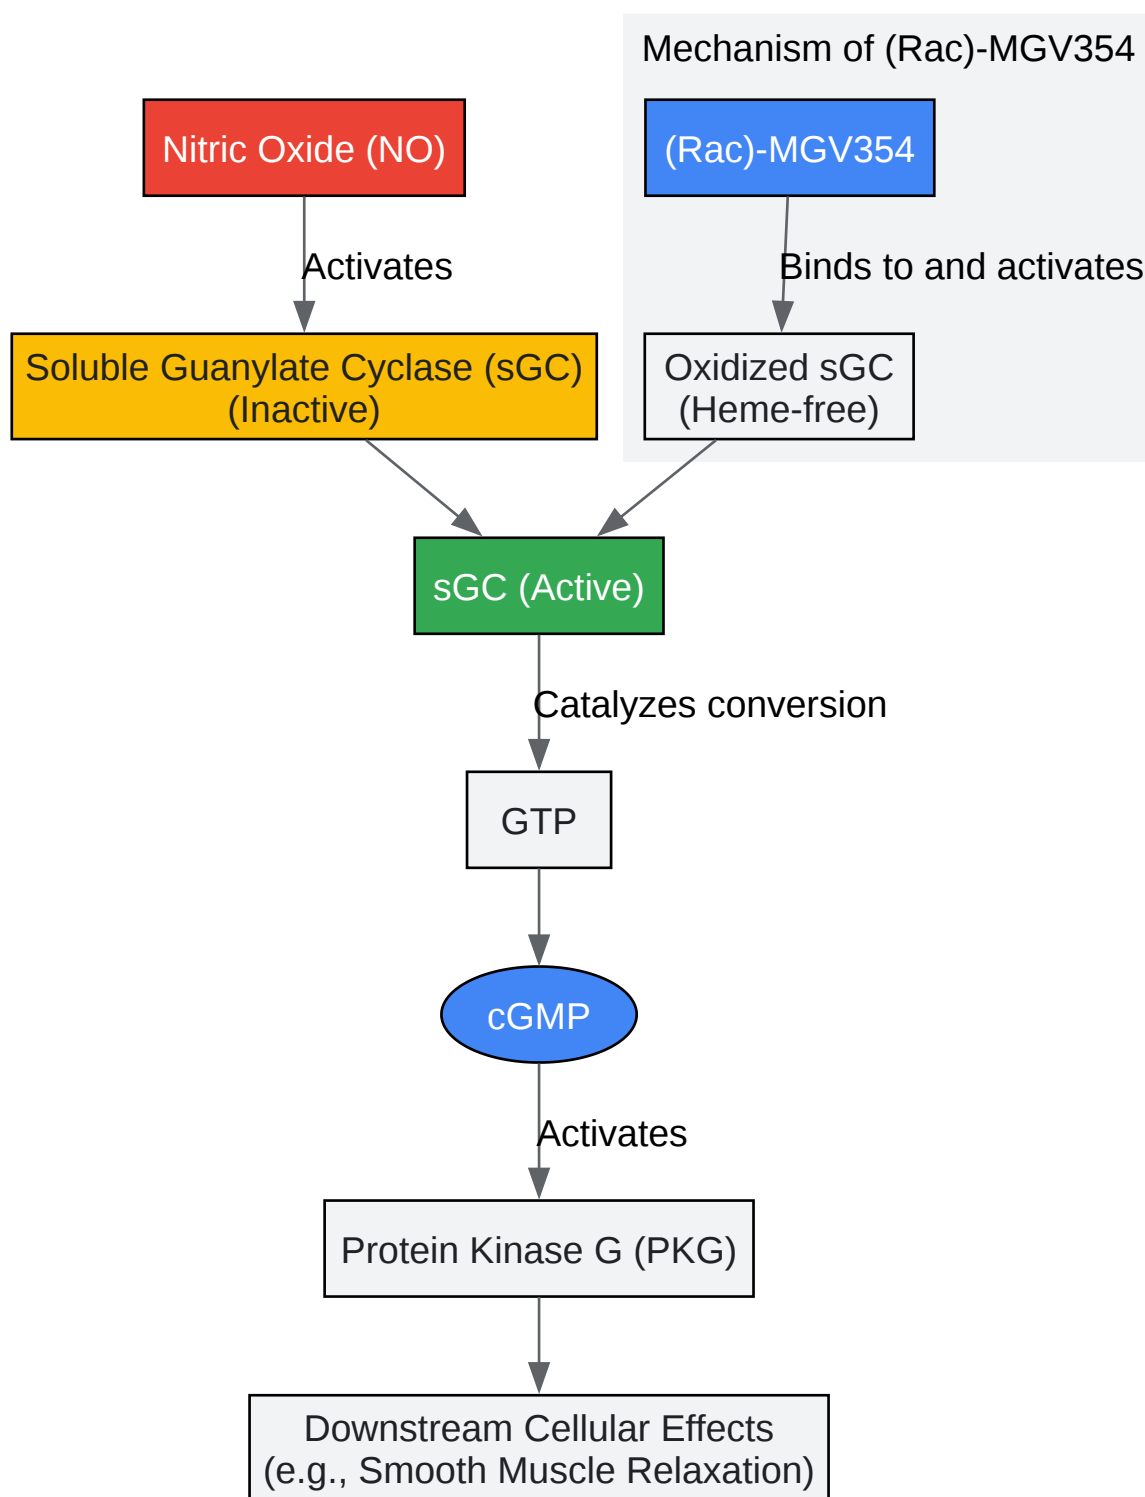 Mechanism of (Rac)-MGV354
Nitric Oxide (NO)
(Rac)-MGV354
Activates
Binds to and activates
Soluble Guanylate Cyclase (sGC)
(Inactive)
Oxidized sGC
(Heme-free)
sGC (Active)
Catalyzes conversion
GTP
cGMP
Activates
Protein Kinase G (PKG)
Downstream Cellular Effects
(e.g., Smooth Muscle Relaxation)